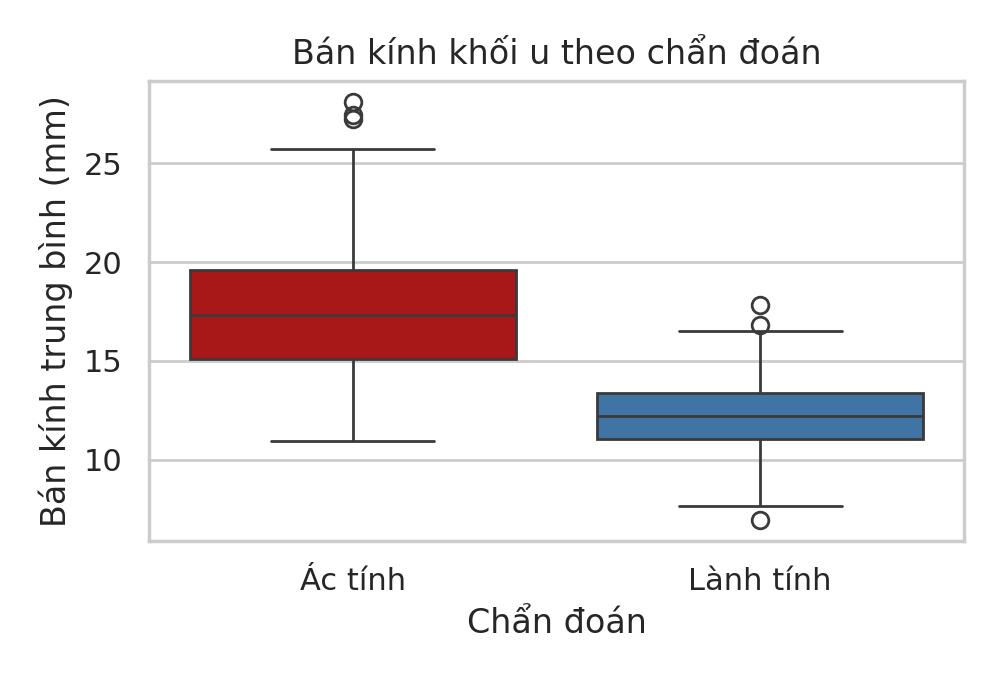 Bán kính khối u theo chẩn đoán
Bán kính trung bình (mm)
25
20
15
10
Ác tính
Lành tính
Chẩn đoán